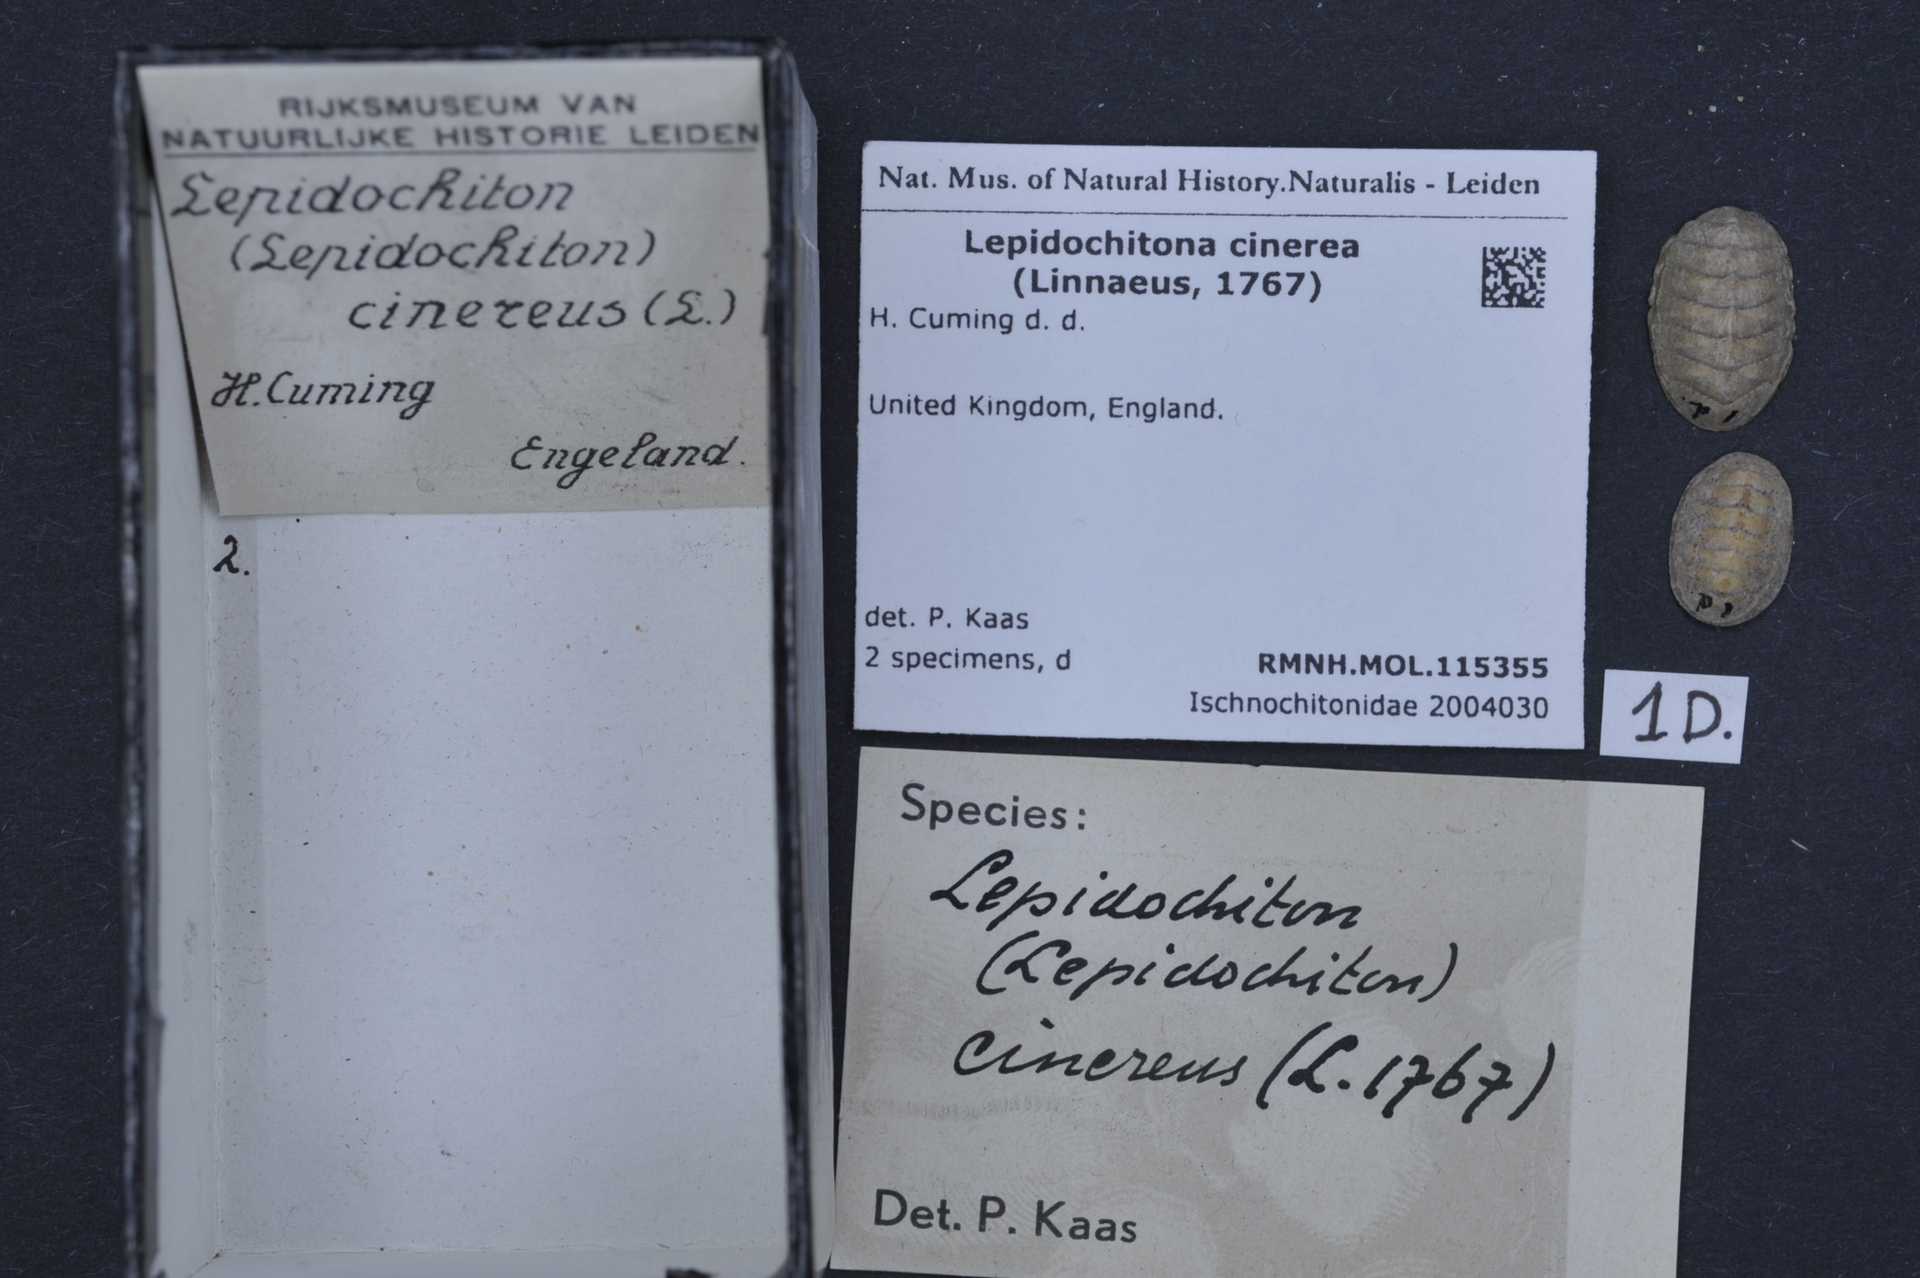 RIJKSMUSEUM VAN
NATUURLIJKE HISTORIE LEIDEN
Lepidochiton
(Lepidochiton)
cinereus (L.)
H. Cuming
Engeland.
2.
Nat. Mus. of Natural History.Naturalis - Leiden
Lepidochitona cinerea
(Linnaeus, 1767)
H. Cuming d. d.
United Kingdom, England.
det. P. Kaas
2 specimens, d
RMNH.MOL.115355
Ischnochitonidae 2004030
1D.
Species:
Lepidochiton
(Lepidochiton)
cinereus (L. 1767)
Det. P. Kaas